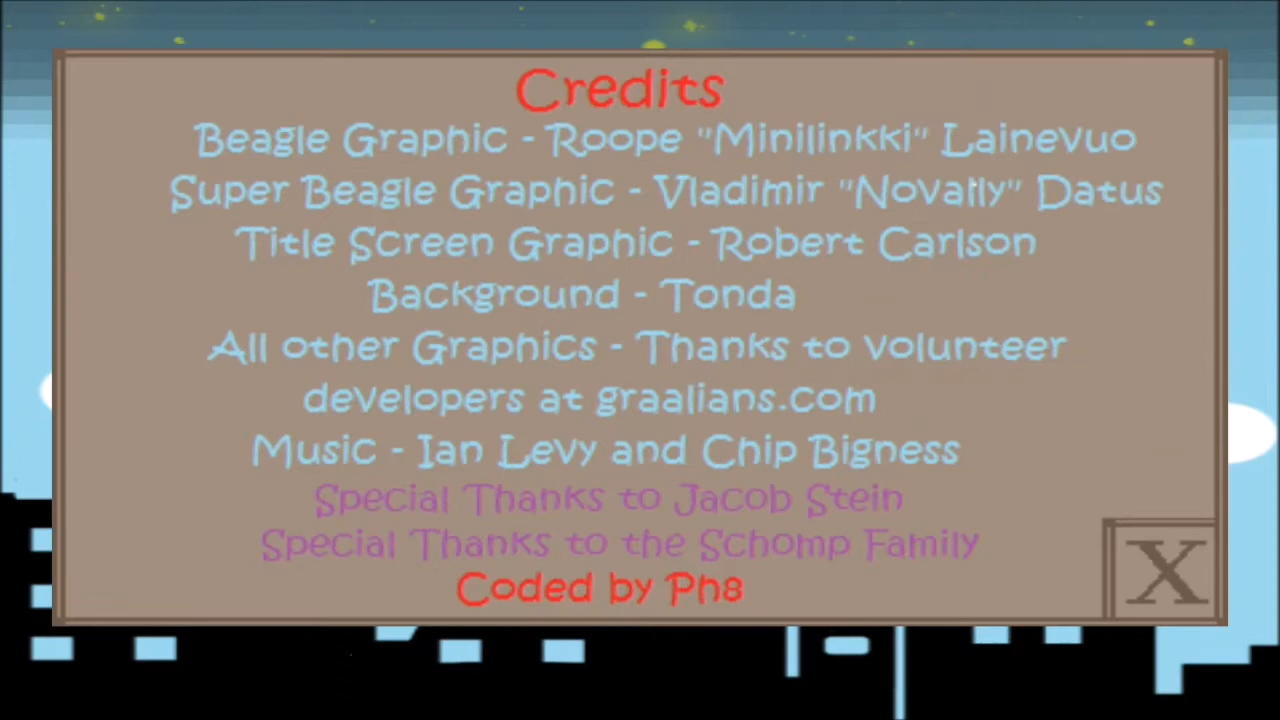 Credits
Beagle Graphic - Roope "Minilinkki" Lainevuo
Super Beagle Graphic - Vladimir "Novally" Datus
Title Screen Graphic - Robert Carlson
Background - Tonda
All other Graphics - Thanks to volunteer
developers at graalians.com
Music - Ian Levy and Chip Bigness
Special Thanks to Jacob Stein
Special Thanks to the Schomp Family
Coded by Ph8
X